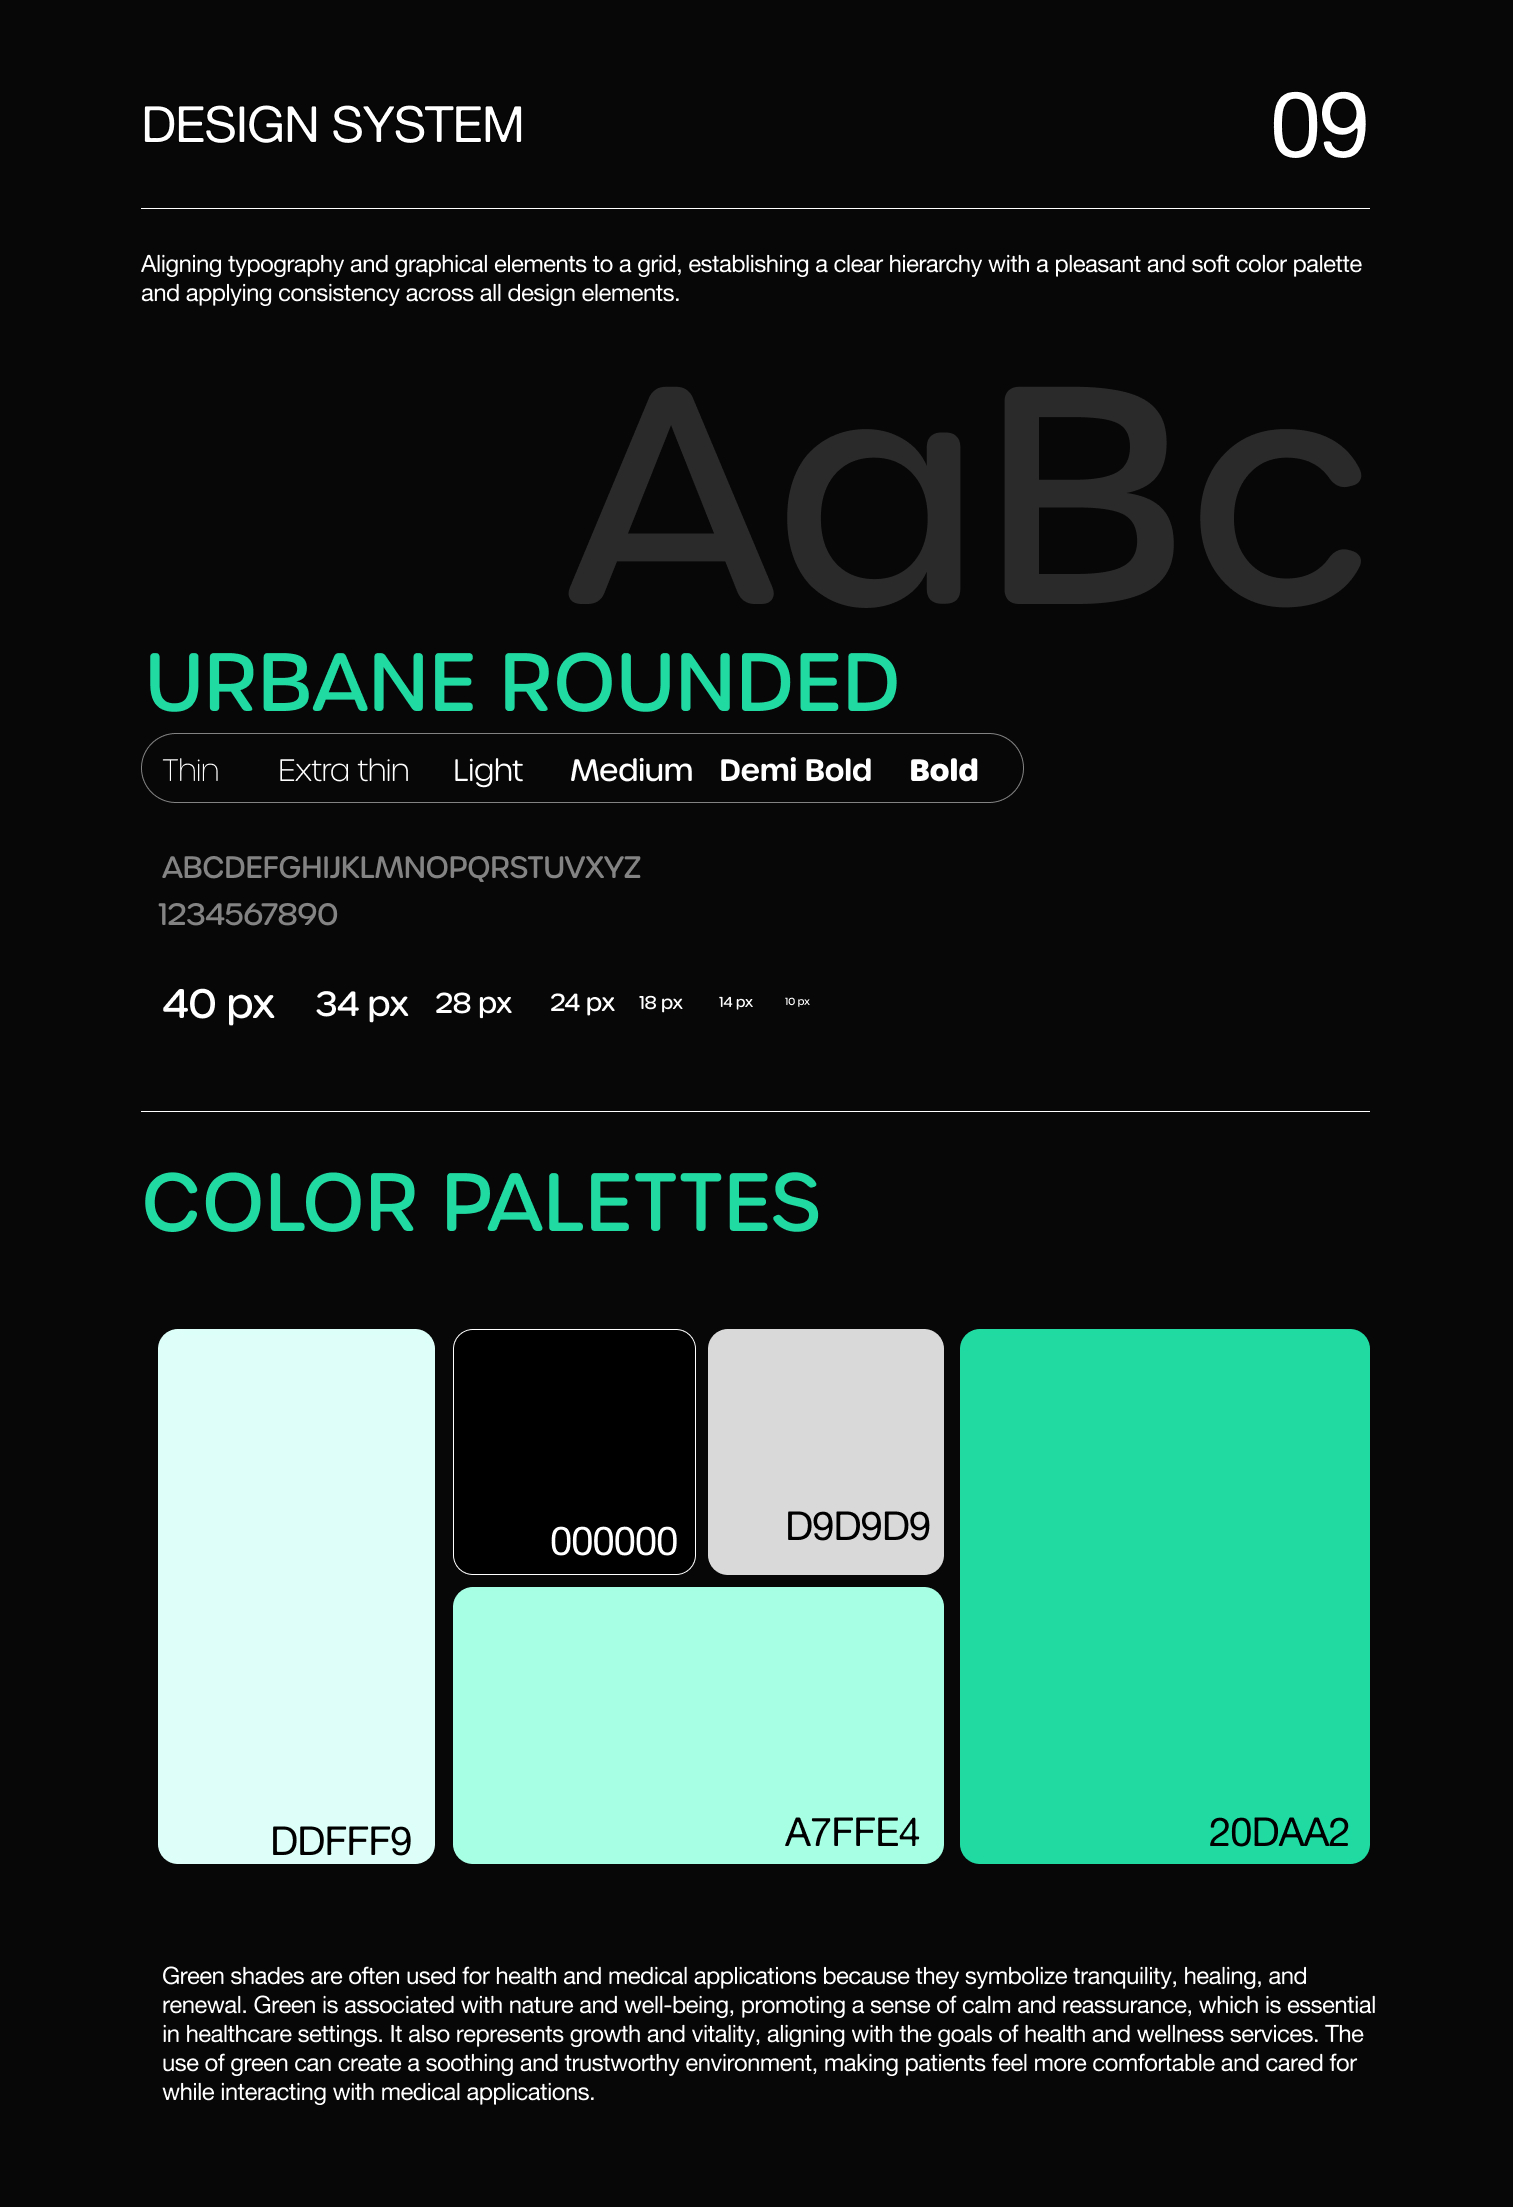 DESIGN SYSTEM
09
Aligning typography and graphical elements to a grid, establishing a clear hierarchy with a pleasant and soft color palette
and applying consistency across all design elements.
AaBc
URBANE ROUNDED
Thin Extra thin Light Medium Demi Bold Bold
ABCDEFGHIJKLMNOPQRSTUVXYZ
1234567890
40 px 34 px 28 px 24 px 18 px 14 px 10 px
COLOR PALETTES
000000
D9D9D9
DDFFF9
A7FFE4
20DAA2
Green shades are often used for health and medical applications because they symbolize tranquility, healing, and
renewal. Green is associated with nature and well-being, promoting a sense of calm and reassurance, which is essential
in healthcare settings. It also represents growth and vitality, aligning with the goals of health and wellness services. The
use of green can create a soothing and trustworthy environment, making patients feel more comfortable and cared for
while interacting with medical applications.